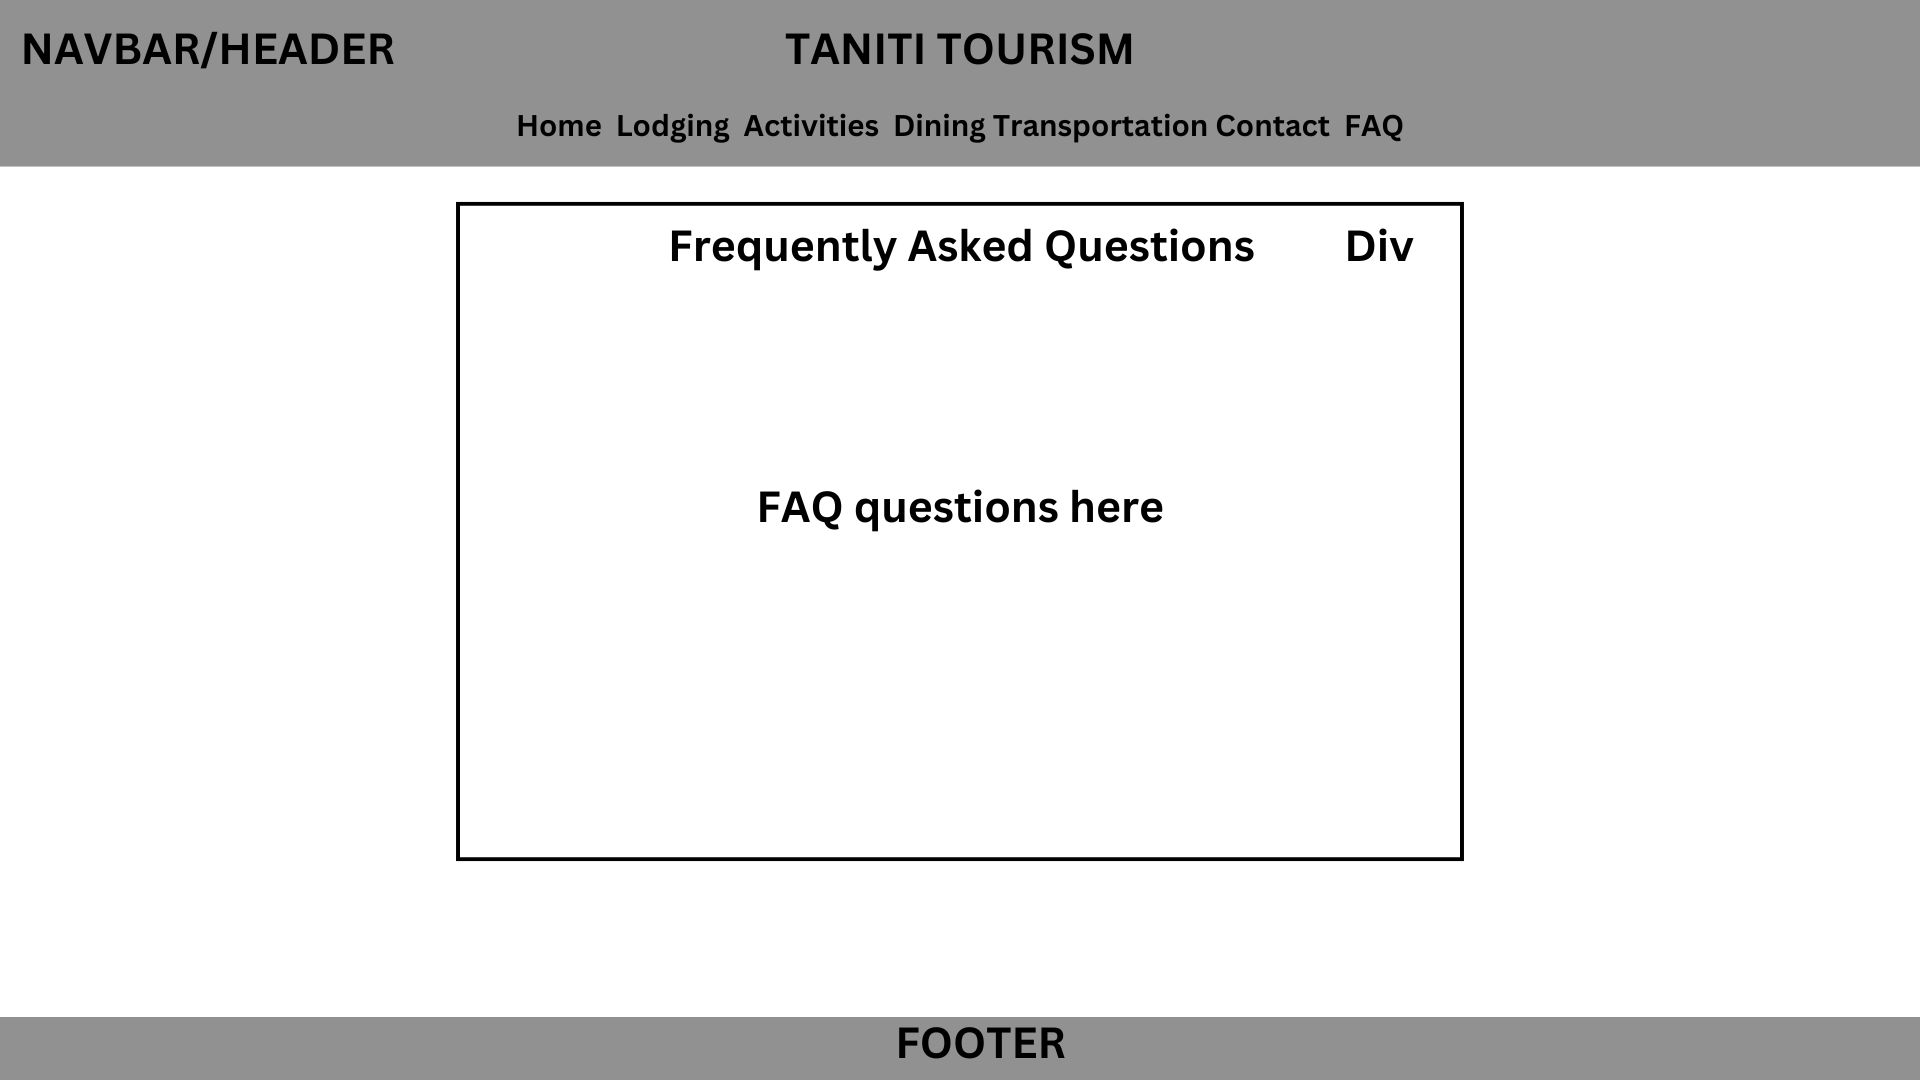 NAVBAR/HEADER TANITI TOURISM
Home Lodging Activities Dining Transportation Contact FAQ
Frequently Asked Questions Div
FAQ questions here
FOOTER